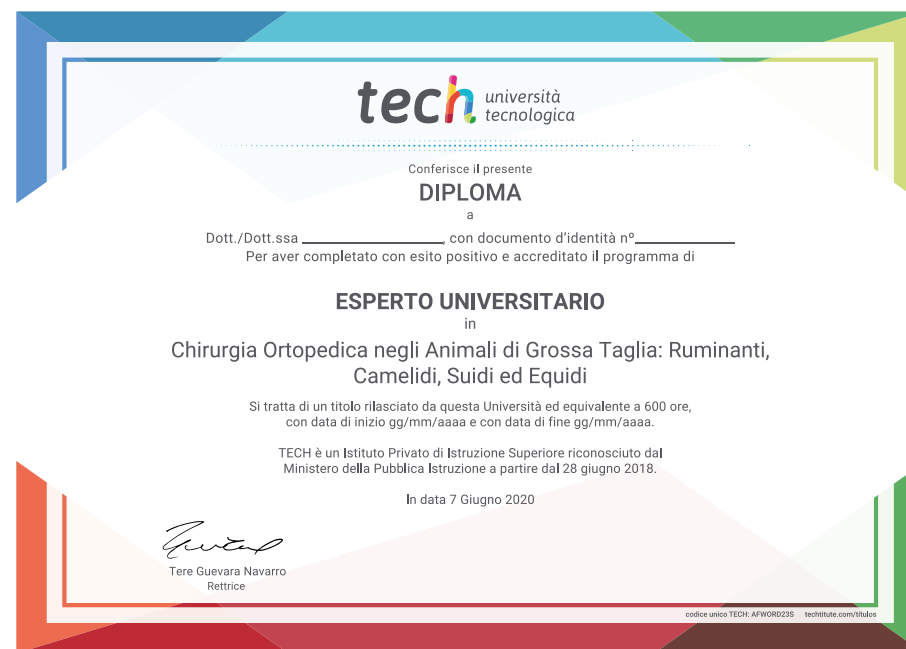 tech università
tecnologica
Conferisce il presente
DIPLOMA
a
Dott./Dott.ssa ____________________, con documento d'identità nº______________
Per aver completato con esito positivo e accreditato il programma di
ESPERTO UNIVERSITARIO
in
Chirurgia Ortopedica negli Animali di Grossa Taglia: Ruminanti,
Camelidi, Suidi ed Equidi
Si tratta di un titolo rilasciato da questa Università ed equivalente a 600 ore,
con data di inizio gg/mm/aaaa e con data di fine gg/mm/aaaa.
TECH è un Istituto Privato di Istruzione Superiore riconosciuto dal
Ministero della Pubblica Istruzione a partire dal 28 giugno 2018.
In data 7 Giugno 2020
Tere Guevara Navarro
Rettrice
codice unico TECH: AFWORD23S techtitute.com/titulos